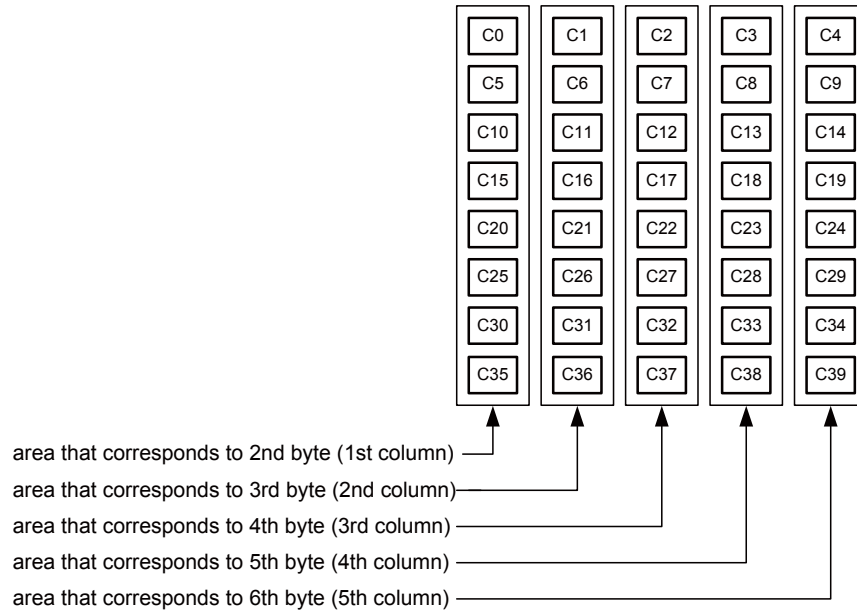 C0 C1 C2 C3 C4
C5 C6 C7 C8 C9
C10 C11 C12 C13 C14
C15 C16 C17 C18 C19
C20 C21 C22 C23 C24
C25 C26 C27 C28 C29
C30 C31 C32 C33 C34
C35 C36 C37 C38 C39
area that corresponds to 2nd byte (1st column)
area that corresponds to 3rd byte (2nd column)
area that corresponds to 4th byte (3rd column)
area that corresponds to 5th byte (4th column)
area that corresponds to 6th byte (5th column)